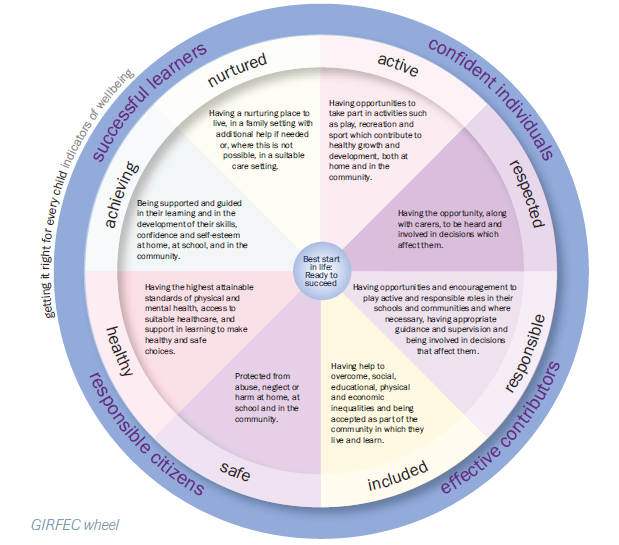 getting it right for every child indicators of wellbeing
successful learners
confident individuals
effective contributors
responsible citizens
nurtured
Having a nurturing place to
live, in a family setting with
additional help if needed
or, where this is not
possible, in a suitable
care setting.
active
Having opportunities to
take part in activities such
as play, recreation and
sport which contribute to
healthy growth and
development, both at
home and in the
community.
respected
Having the opportunity, along
with carers, to be heard and
involved in decisions which
affect them.
responsible
Having opportunities and encouragement to
play active and responsible roles in their
schools and communities and where
necessary, having appropriate
guidance and supervision and
being involved in decisions
that affect them.
included
Having help to
overcome, social,
educational, physical
and economic
inequalities and being
accepted as part of the
community in which they
live and learn.
safe
Protected from
abuse, neglect or
harm at home, at
school and in the
community.
healthy
Having the highest attainable
standards of physical and
mental health, access to
suitable healthcare, and
support in learning to make
healthy and safe
choices.
achieving
Being supported and guided
in their learning and in the
development of their skills,
confidence and self-esteem
at home, at school, and in the
community.
Best start
in life:
Ready to
succeed
GIRFEC wheel